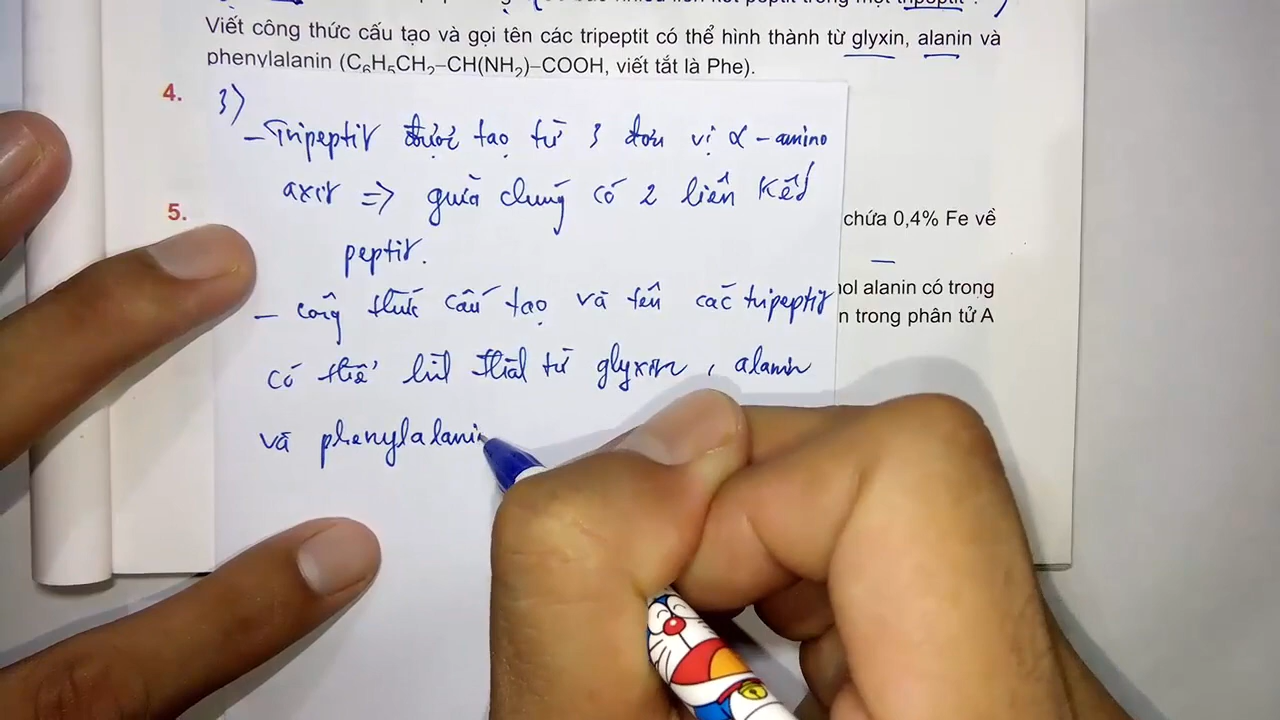 tripeptit
Viết công thức cấu tạo và gọi tên các tripeptit có thể hình thành từ glyxin, alanin và
phenylalanin (C₆H₅CH₂–CH(NH₂)–COOH, viết tắt là Phe).
4.
3)
- Tripeptit được tạo từ 3 đơn vị α - amino
axit => giữa chúng có 2 liên kết
peptit.
5.
chứa 0,4% Fe về
- công thức cấu tạo và tên các tripeptit
ol alanin có trong
n trong phân tử A
có thể hình thành từ glyxin, alanin
và phenylalani